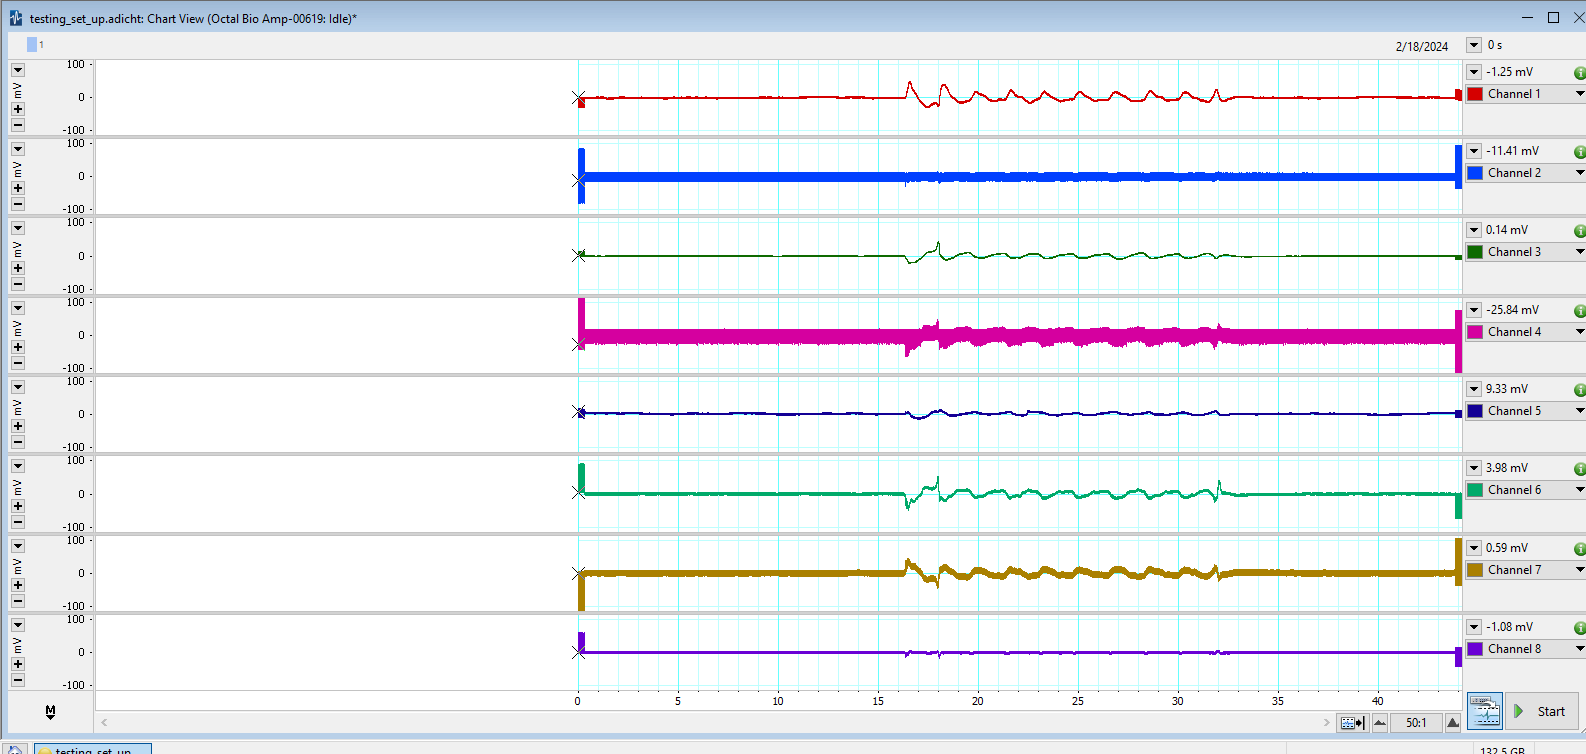 testing_set_up.adicht: Chart View (Octal Bio Amp-00619: Idle)*
1
2/18/2024
0 s
100
mV
0
-100
-1.25 mV
Channel 1
100
mV
0
-100
-11.41 mV
Channel 2
100
mV
0
-100
0.14 mV
Channel 3
100
mV
0
-100
-25.84 mV
Channel 4
100
mV
0
-100
9.33 mV
Channel 5
100
mV
0
-100
3.98 mV
Channel 6
100
mV
0
-100
0.59 mV
Channel 7
100
mV
0
-100
-1.08 mV
Channel 8
0 5 10 15 20 25 30 35 40
M
50:1
Start
testing_set_up
132.5 GB